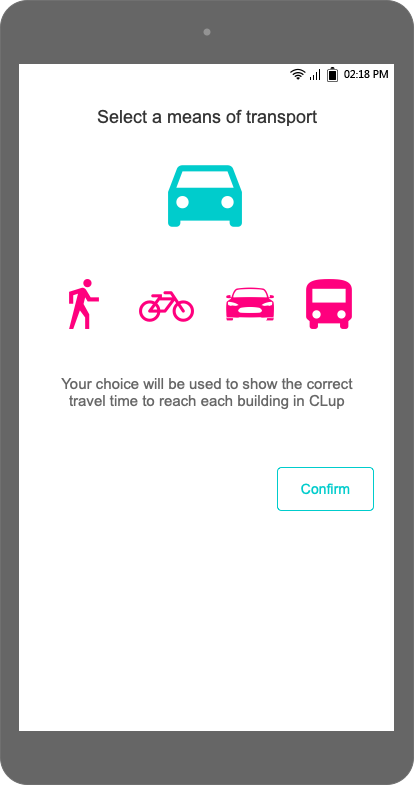 02:18 PM
Select a means of transport
Your choice will be used to show the correct
travel time to reach each building in CLup
Confirm